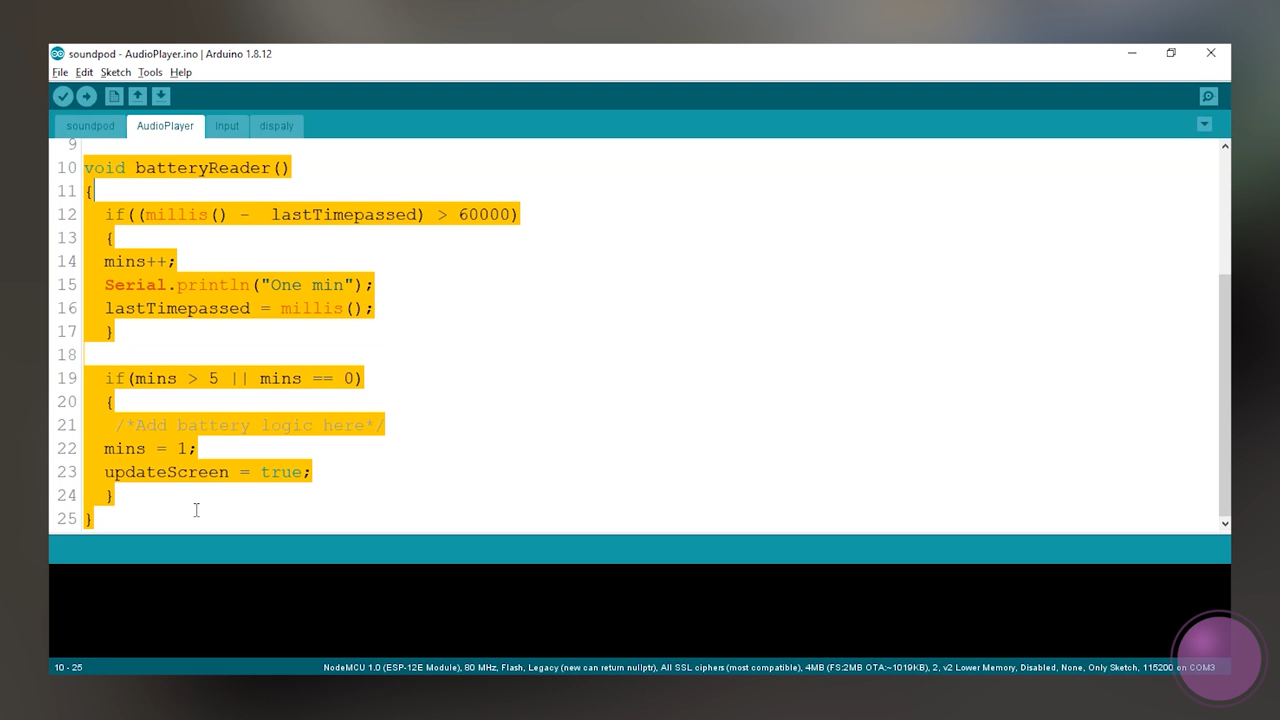 soundpod - AudioPlayer.ino | Arduino 1.8.12
File Edit Sketch Tools Help
soundpod AudioPlayer Input dispaly
9
10 void batteryReader()
11 {
12 if((millis() - lastTimepassed) > 60000)
13 {
14 mins++;
15 Serial.println("One min");
16 lastTimepassed = millis();
17 }
18
19 if(mins > 5 || mins == 0)
20 {
21 /*Add battery logic here*/
22 mins = 1;
23 updateScreen = true;
24 }
25 }
10 - 25 NodeMCU 1.0 (ESP-12E Module), 80 MHz, Flash, Legacy (new can return nullptr), All SSL ciphers (most compatible), 4MB (FS:2MB OTA:~1019KB), 2, v2 Lower Memory, Disabled, None, Only Sketch, 115200 on COM3